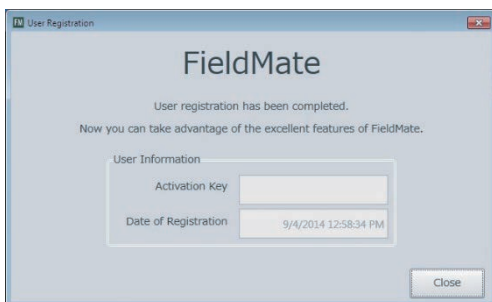 FM User Registration
FieldMate
User registration has been completed.
Now you can take advantage of the excellent features of FieldMate.
User Information
Activation Key
Date of Registration 9/4/2014 12:58:34 PM
Close